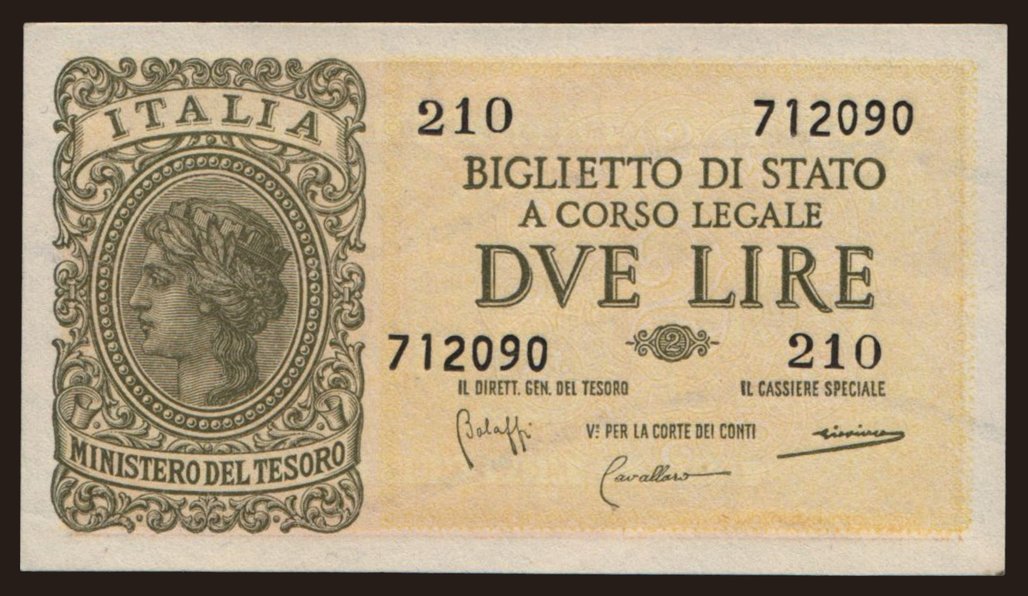 ITALIA
210 712090
BIGLIETTO DI STATO
A CORSO LEGALE
DVE LIRE
712090 2 210
IL DIRETT. GEN. DEL TESORO IL CASSIERE SPECIALE
Bolaffi V° PER LA CORTE DEI CONTI
Cavallaro
MINISTERO DEL TESORO